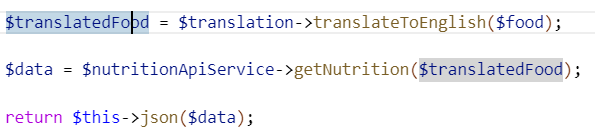 $translatedFood = $translation->translateToEnglish($food);
$data = $nutritionApiService->getNutrition($translatedFood);
return $this->json($data);